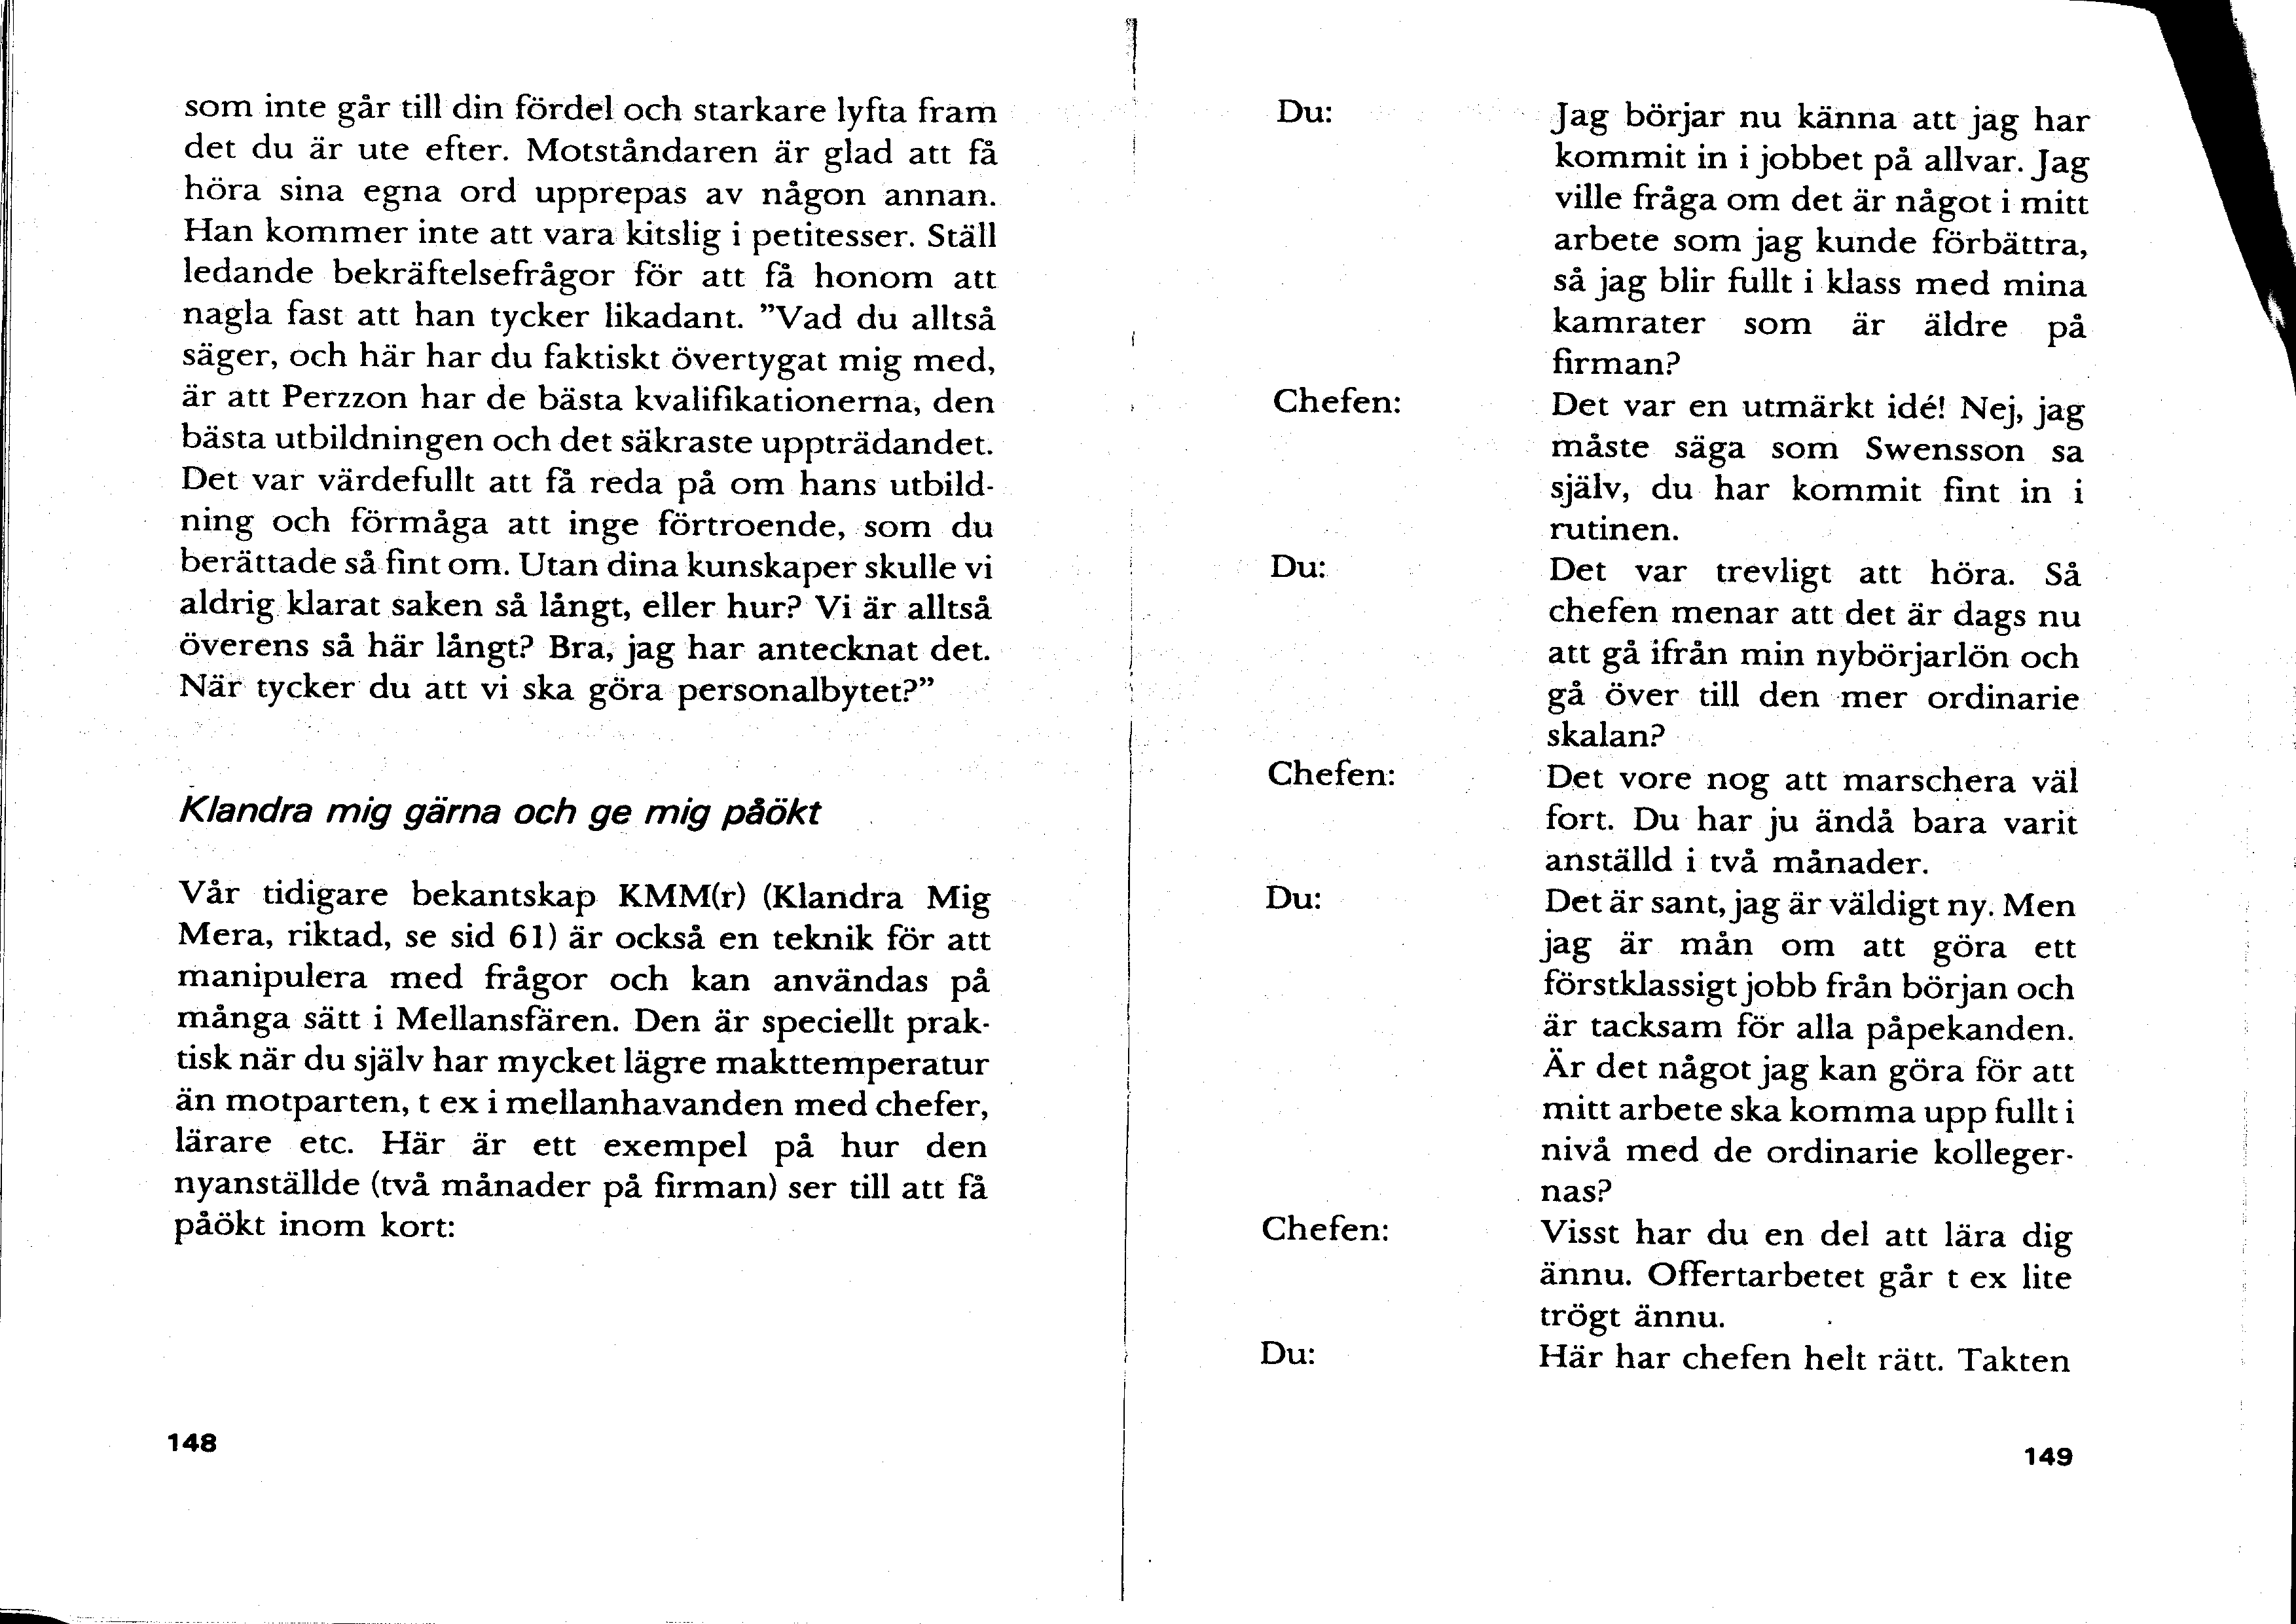 som inte går till din fördel och starkare lyfta fram
det du är ute efter. Motståndaren är glad att få
höra sina egna ord upprepas av någon annan.
Han kommer inte att vara kitslig i petitesser. Ställ
ledande bekräftelsefrågor för att få honom att
nagla fast att han tycker likadant. ”Vad du alltså
säger, och här har du faktiskt övertygat mig med,
är att Perzzon har de bästa kvalifikationerna, den
bästa utbildningen och det säkraste uppträdandet.
Det var värdefullt att få reda på om hans utbild-
ning och förmåga att inge förtroende, som du
berättade så fint om. Utan dina kunskaper skulle vi
aldrig klarat saken så långt, eller hur? Vi är alltså
överens så här långt? Bra, jag har antecknat det.
När tycker du att vi ska göra personalbytet?”
Klandra mig gärna och ge mig påökt
Vår tidigare bekantskap KMM(r) (Klandra Mig
Mera, riktad, se sid 61) är också en teknik för att
manipulera med frågor och kan användas på
många sätt i Mellansfären. Den är speciellt prak-
tisk när du själv har mycket lägre makttemperatur
än motparten, t ex i mellanhavanden med chefer,
lärare etc. Här är ett exempel på hur den
nyanställde (två månader på firman) ser till att få
påökt inom kort:
148
Du: Jag börjar nu känna att jag har
kommit in i jobbet på allvar. Jag
ville fråga om det är något i mitt
arbete som jag kunde förbättra,
så jag blir fullt i klass med mina
kamrater som är äldre på
firman?
Chefen: Det var en utmärkt idé! Nej, jag
måste säga som Swensson sa
själv, du har kommit fint in i
rutinen.
Du: Det var trevligt att höra. Så
chefen menar att det är dags nu
att gå ifrån min nybörjarlön och
gå över till den mer ordinarie
skalan?
Chefen: Det vore nog att marschera väl
fort. Du har ju ändå bara varit
anställd i två månader.
Du: Det är sant, jag är väldigt ny. Men
jag är mån om att göra ett
förstklassigt jobb från början och
är tacksam för alla påpekanden.
Är det något jag kan göra för att
mitt arbete ska komma upp fullt i
nivå med de ordinarie kolleger-
nas?
Chefen: Visst har du en del att lära dig
ännu. Offertarbetet går t ex lite
trögt ännu.
Du: Här har chefen helt rätt. Takten
149